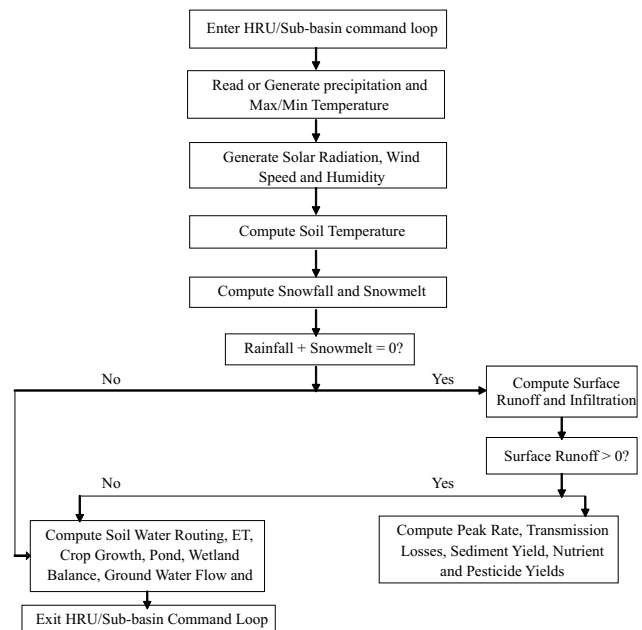 Enter HRU/Sub-basin command loop
Read or Generate precipitation and
Max/Min Temperature
Generate Solar Radiation, Wind
Speed and Humidity
Compute Soil Temperature
Compute Snowfall and Snowmelt
Rainfall + Snowmelt = 0?
No
Yes
Compute Surface
Runoff and Infiltration
Surface Runoff > 0?
No
Yes
Compute Soil Water Routing, ET,
Crop Growth, Pond, Wetland
Balance, Ground Water Flow and
Compute Peak Rate, Transmission
Losses, Sediment Yield, Nutrient
and Pesticide Yields
Exit HRU/Sub-basin Command Loop